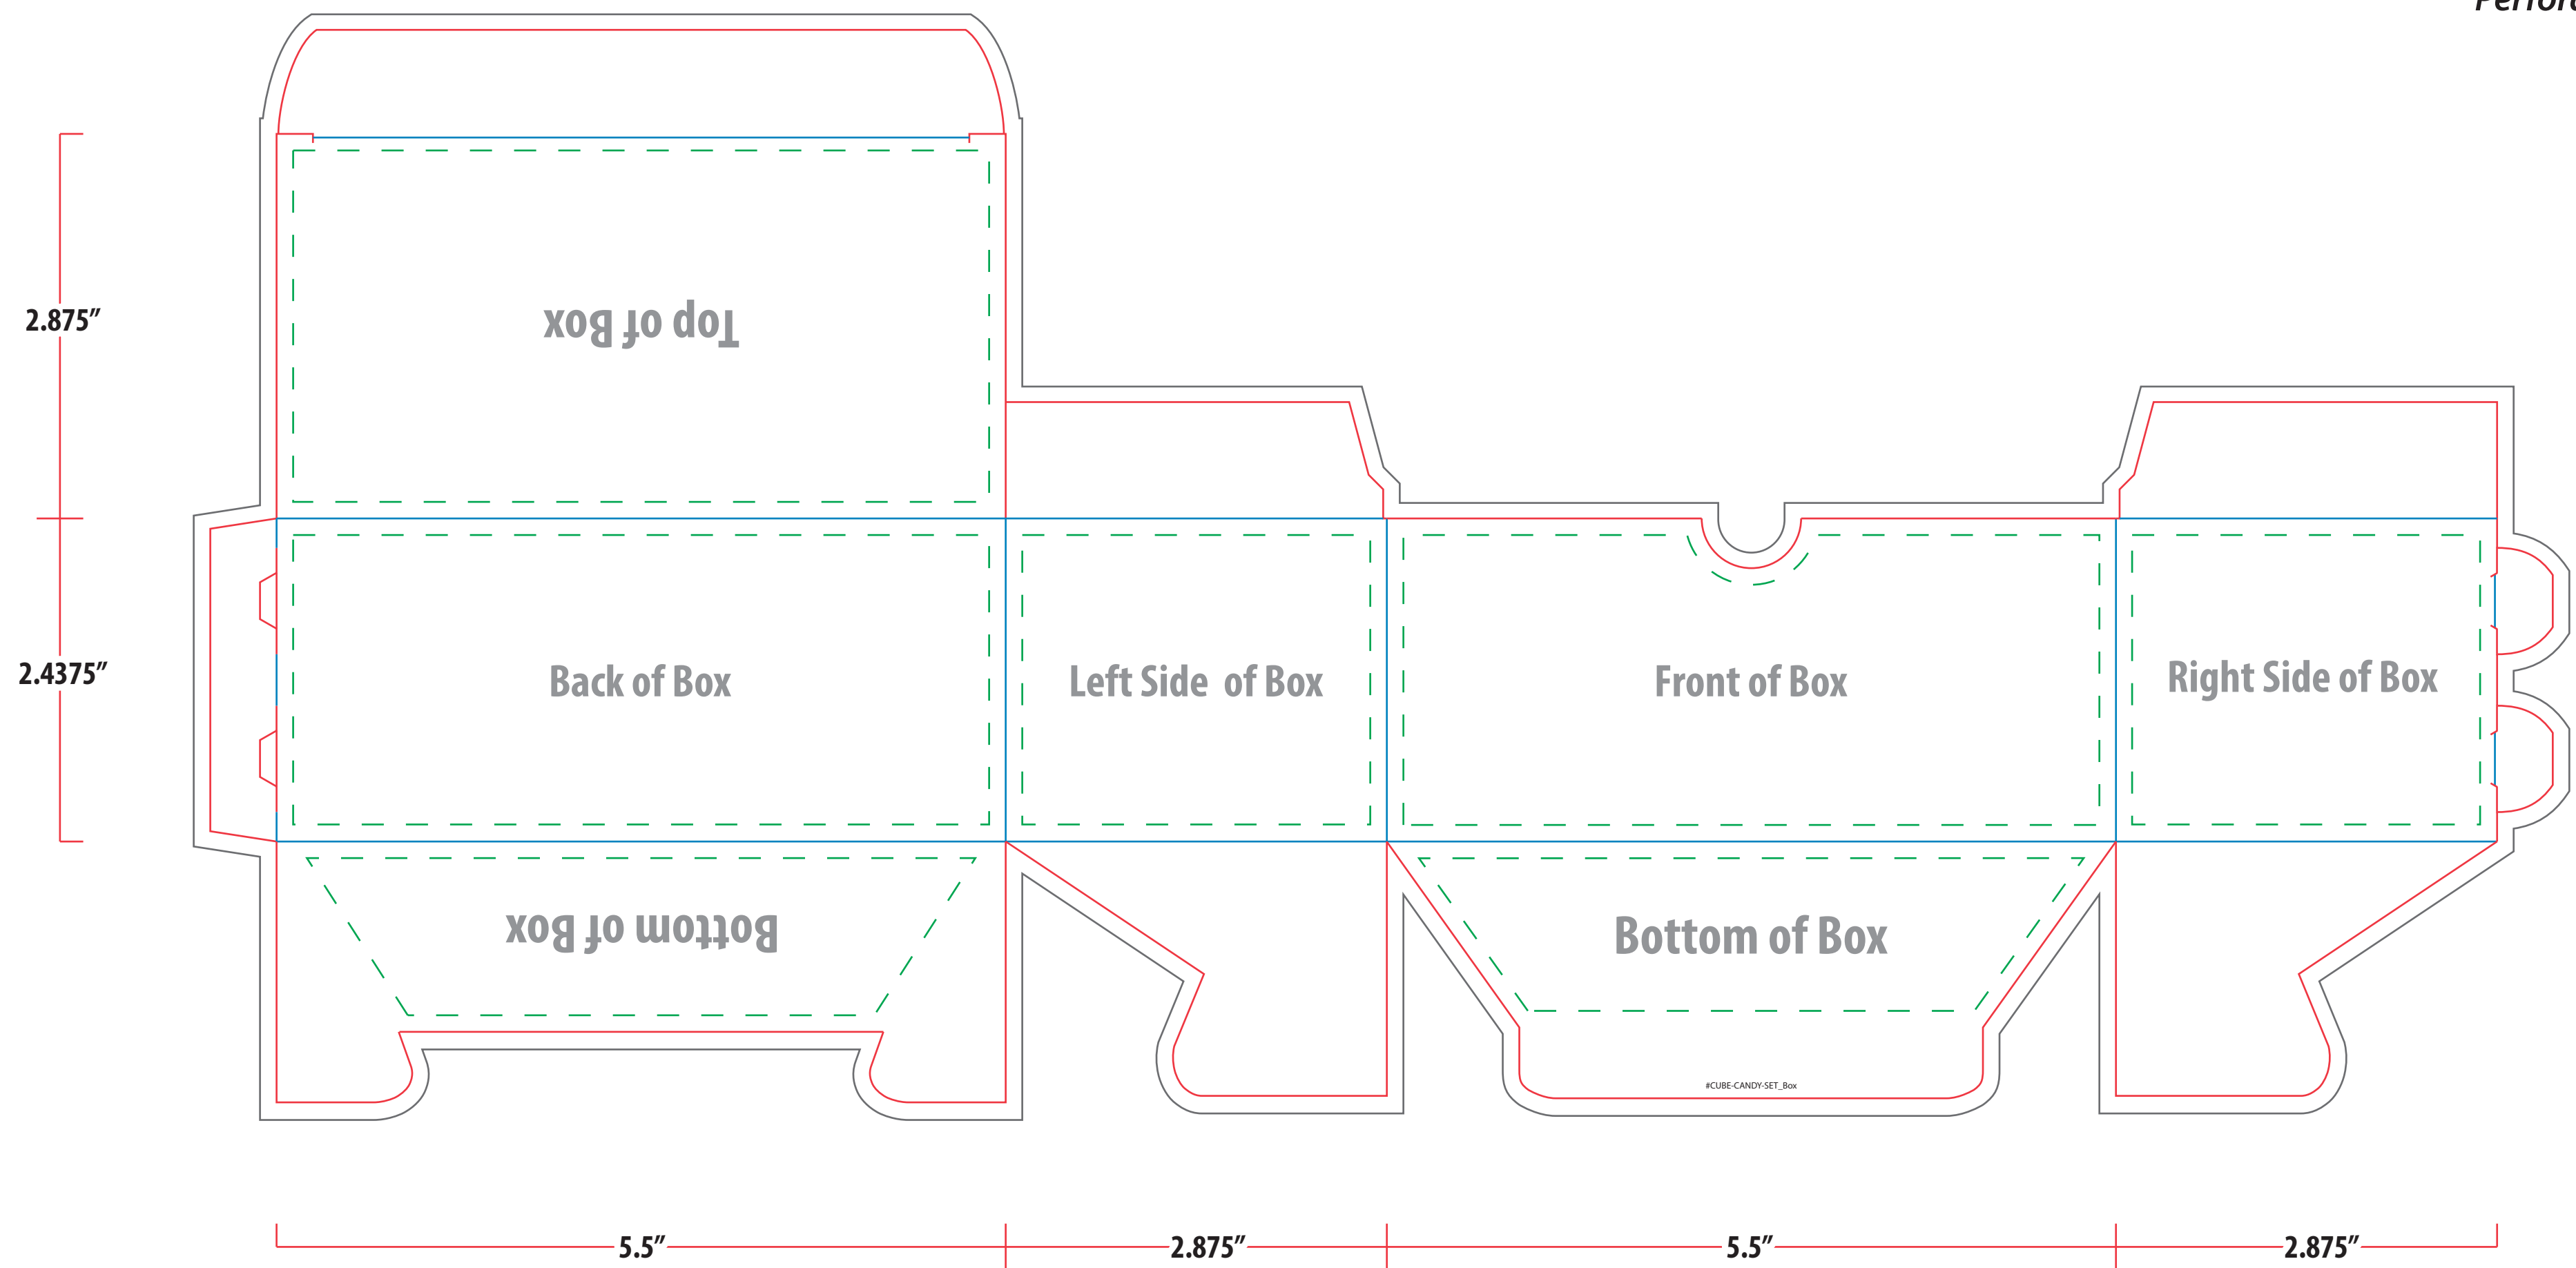 2.875″
Top of Box
2.4375″
Back of Box
Left Side of Box
Front of Box
Right Side of Box
Bottom of Box
Bottom of Box
#CUBE-CANDY-SET_Box
5.5″
2.875″
5.5″
2.875″